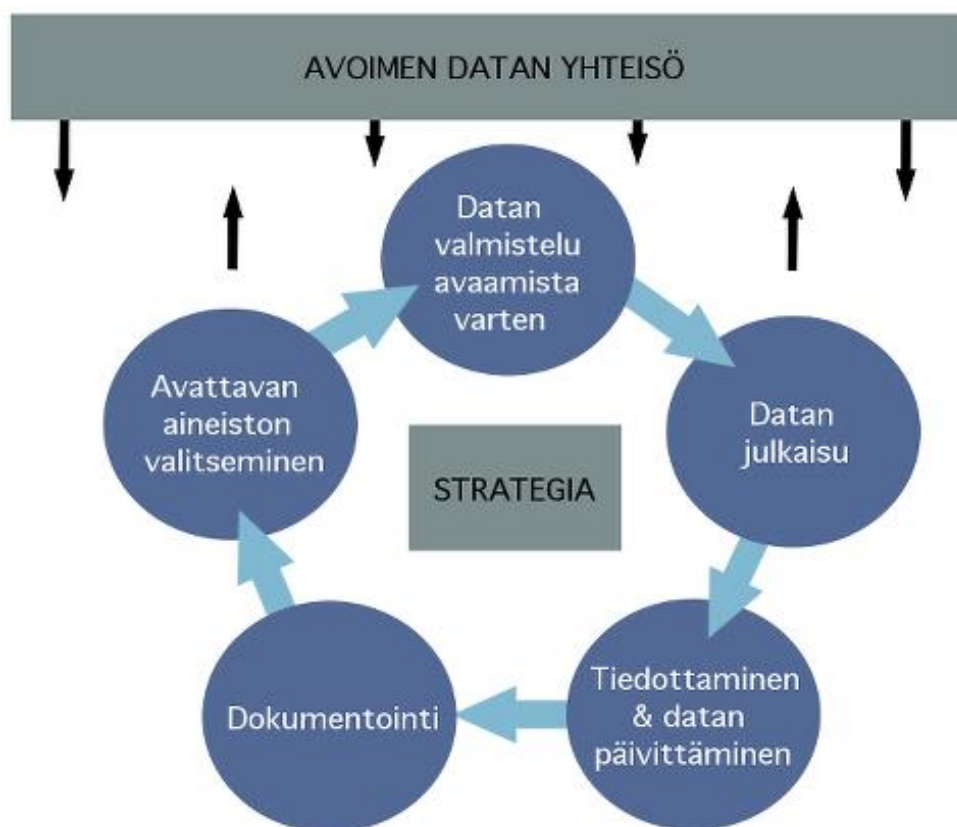 AVOIMEN DATAN YHTEISÖ
Datan
valmistelu
avaamista
varten
Avattavan
aineiston
valitseminen
Datan
julkaisu
STRATEGIA
Dokumentointi
Tiedottaminen
& datan
päivittäminen